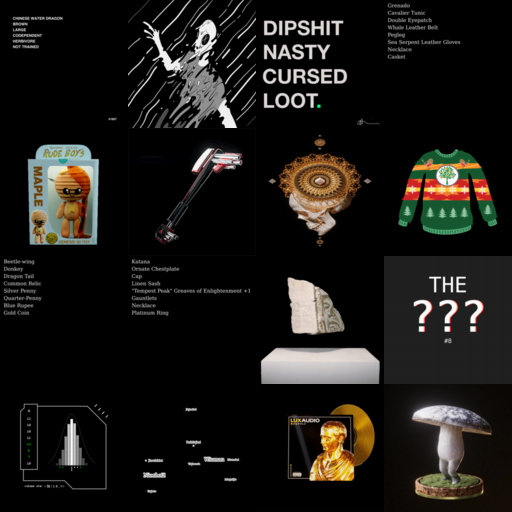 CHINESE WATER DRAGON
BROWN
LARGE
CODEPENDENT
HERBIVORE
NOT TRAINED
DIPSHIT
NASTY
CURSED
LOOT.
Grenado
Cavalier Tunic
Double Eyepatch
Whale Leather Belt
Pegleg
Sea Serpent Leather Gloves
Necklace
Casket
RUDE BOYS
MAPLE
Beetle-wing
Donkey
Dragon Tail
Common Relic
Silver Penny
Quarter-Penny
Blue Rupee
Gold Coin
Katana
Ornate Chestplate
Cap
Linen Sash
"Tempest Peak" Greaves of Enlightenment +1
Gauntlets
Necklace
Platinum Ring
THE
???
#8
LUXAUDIO